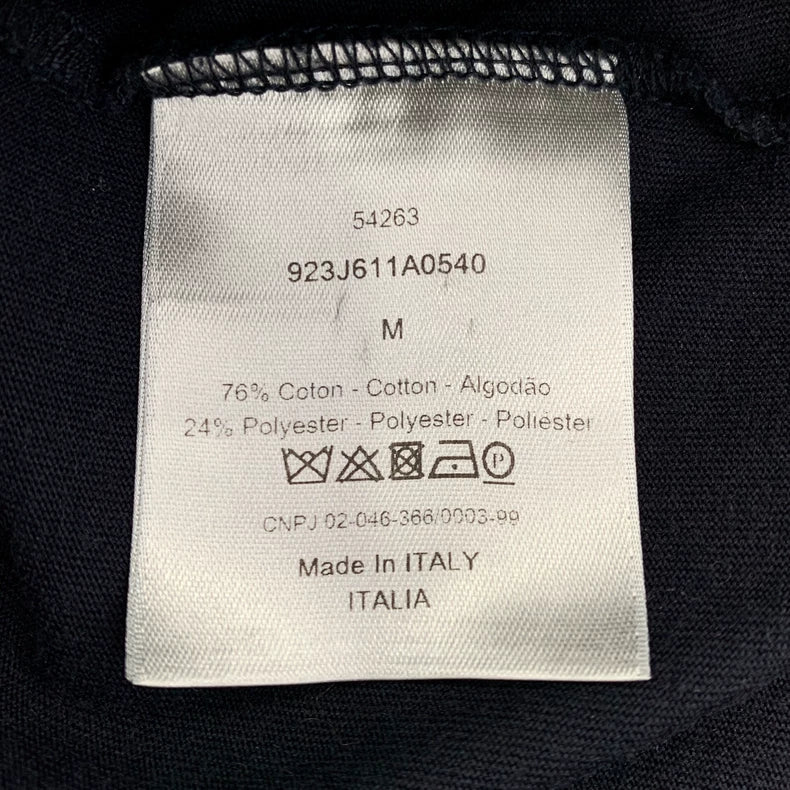 54263
923J611A0540
M
76% Coton - Cotton - Algodão
24% Polyester - Polyester - Poliéster
P
CNPJ 02-046-366/0003-99
Made In ITALY
ITALIA